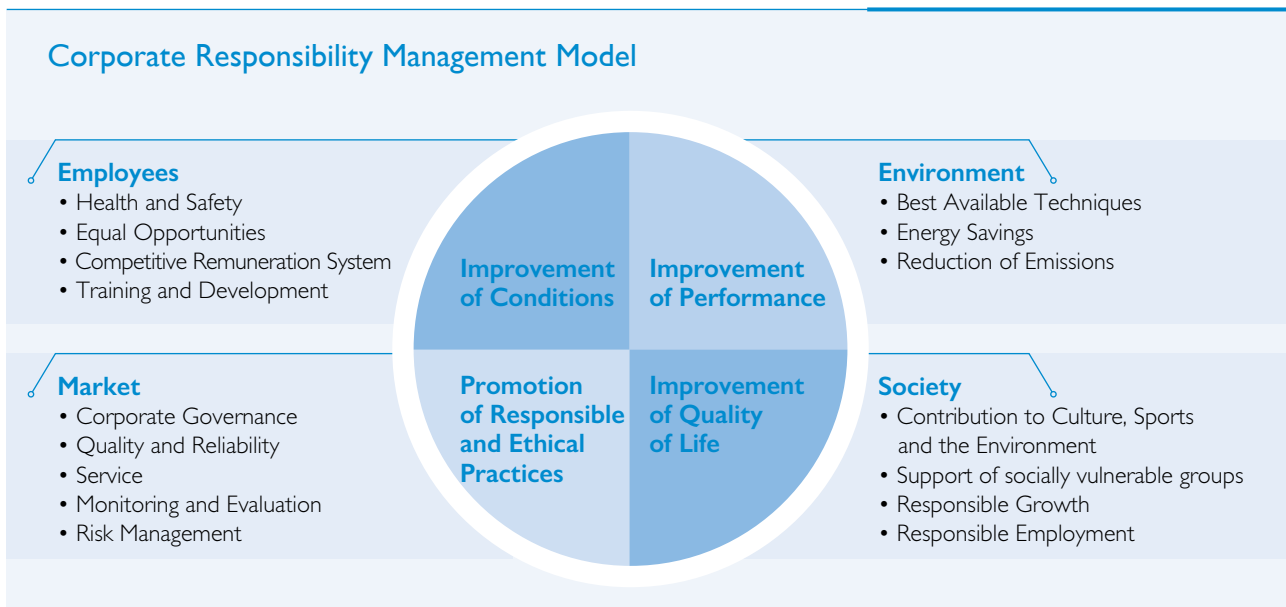 Corporate Responsibility Management Model
Employees
• Health and Safety
• Equal Opportunities
• Competitive Remuneration System
• Training and Development
Improvement
of Conditions
Improvement
of Performance
Environment
• Best Available Techniques
• Energy Savings
• Reduction of Emissions
Market
• Corporate Governance
• Quality and Reliability
• Service
• Monitoring and Evaluation
• Risk Management
Promotion
of Responsible
and Ethical
Practices
Improvement
of Quality
of Life
Society
• Contribution to Culture, Sports
and the Environment
• Support of socially vulnerable groups
• Responsible Growth
• Responsible Employment